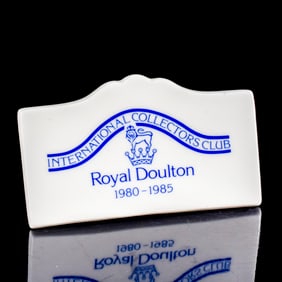 INTERNATIONAL COLLECTORS CLUB
Royal Doulton
1980-1985